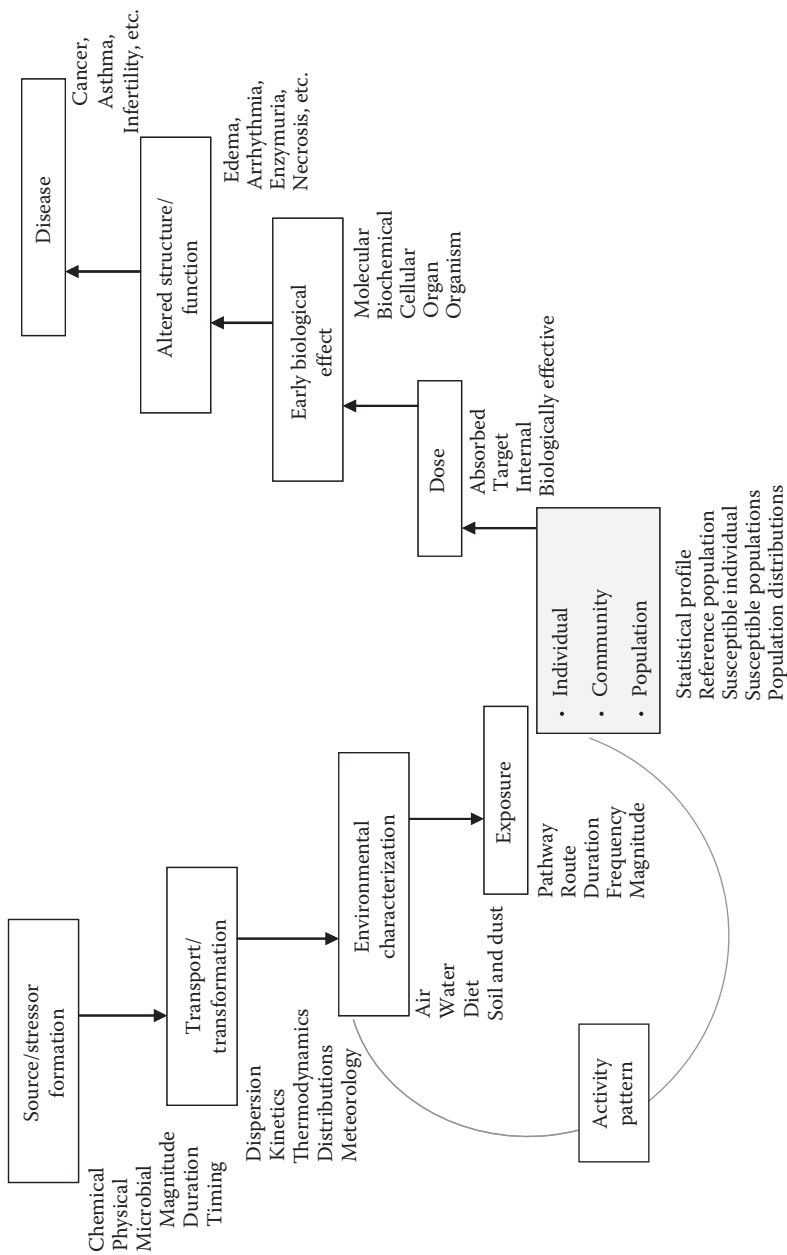 Source/stressor
formation
Chemical
Physical
Microbial
Magnitude
Duration
Timing
Transport/
transformation
Dispersion
Kinetics
Thermodynamics
Distributions
Meteorology
Environmental
characterization
Air
Water
Diet
Soil and dust
Exposure
Pathway
Route
Duration
Frequency
Magnitude
Activity
pattern
• Individual
• Community
• Population
Statistical profile
Reference population
Susceptible individual
Susceptible populations
Population distributions
Dose
Absorbed
Target
Internal
Biologically effective
Early biological
effect
Molecular
Biochemical
Cellular
Organ
Organism
Altered structure/
function
Edema,
Arrhythmia,
Enzymuria,
Necrosis, etc.
Disease
Cancer,
Asthma,
Infertility, etc.